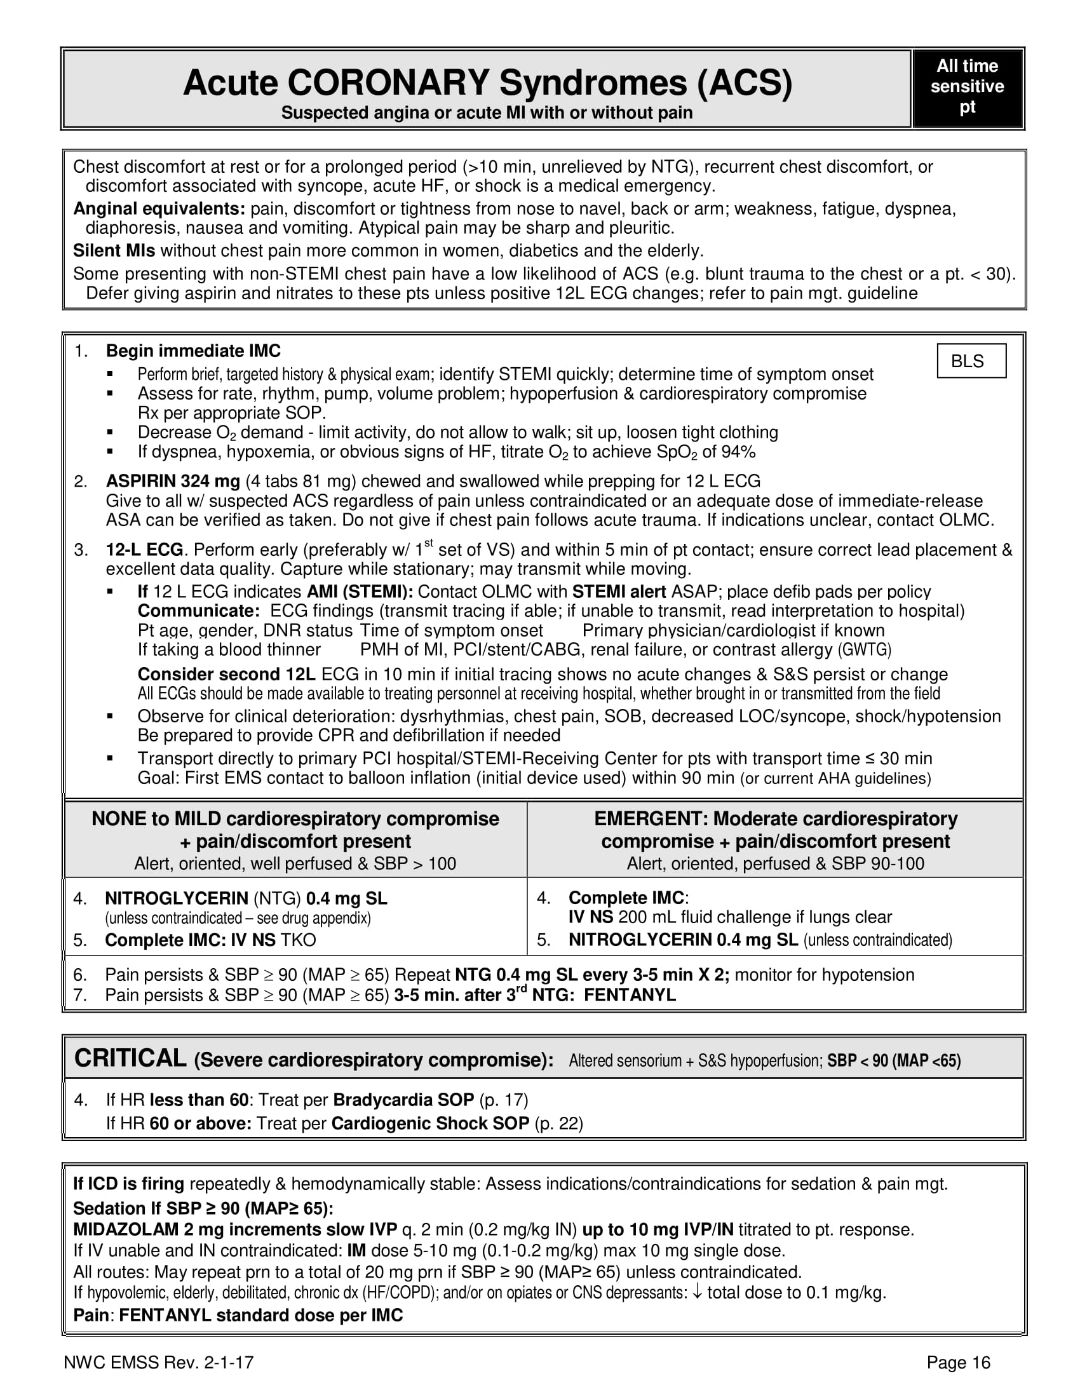 Acute CORONARY Syndromes (ACS)
Suspected angina or acute MI with or without pain
All time
sensitive
pt
Chest discomfort at rest or for a prolonged period (>10 min, unrelieved by NTG), recurrent chest discomfort, or
discomfort associated with syncope, acute HF, or shock is a medical emergency.
Anginal equivalents: pain, discomfort or tightness from nose to navel, back or arm; weakness, fatigue, dyspnea,
diaphoresis, nausea and vomiting. Atypical pain may be sharp and pleuritic.
Silent MIs without chest pain more common in women, diabetics and the elderly.
Some presenting with non-STEMI chest pain have a low likelihood of ACS (e.g. blunt trauma to the chest or a pt. < 30).
Defer giving aspirin and nitrates to these pts unless positive 12L ECG changes; refer to pain mgt. guideline
1. Begin immediate IMC
BLS
▪ Perform brief, targeted history & physical exam; identify STEMI quickly; determine time of symptom onset
▪ Assess for rate, rhythm, pump, volume problem; hypoperfusion & cardiorespiratory compromise
Rx per appropriate SOP.
▪ Decrease O2 demand - limit activity, do not allow to walk; sit up, loosen tight clothing
▪ If dyspnea, hypoxemia, or obvious signs of HF, titrate O2 to achieve SpO2 of 94%
2. ASPIRIN 324 mg (4 tabs 81 mg) chewed and swallowed while prepping for 12 L ECG
Give to all w/ suspected ACS regardless of pain unless contraindicated or an adequate dose of immediate-release
ASA can be verified as taken. Do not give if chest pain follows acute trauma. If indications unclear, contact OLMC.
3. 12-L ECG. Perform early (preferably w/ 1st set of VS) and within 5 min of pt contact; ensure correct lead placement &
excellent data quality. Capture while stationary; may transmit while moving.
▪ If 12 L ECG indicates AMI (STEMI): Contact OLMC with STEMI alert ASAP; place defib pads per policy
Communicate: ECG findings (transmit tracing if able; if unable to transmit, read interpretation to hospital)
Pt age, gender, DNR status Time of symptom onset Primary physician/cardiologist if known
If taking a blood thinner PMH of MI, PCI/stent/CABG, renal failure, or contrast allergy (GWTG)
Consider second 12L ECG in 10 min if initial tracing shows no acute changes & S&S persist or change
All ECGs should be made available to treating personnel at receiving hospital, whether brought in or transmitted from the field
▪ Observe for clinical deterioration: dysrhythmias, chest pain, SOB, decreased LOC/syncope, shock/hypotension
Be prepared to provide CPR and defibrillation if needed
▪ Transport directly to primary PCI hospital/STEMI-Receiving Center for pts with transport time ≤ 30 min
Goal: First EMS contact to balloon inflation (initial device used) within 90 min (or current AHA guidelines)
NONE to MILD cardiorespiratory compromise
+ pain/discomfort present
Alert, oriented, well perfused & SBP > 100
EMERGENT: Moderate cardiorespiratory
compromise + pain/discomfort present
Alert, oriented, perfused & SBP 90-100
4. NITROGLYCERIN (NTG) 0.4 mg SL
(unless contraindicated – see drug appendix)
5. Complete IMC: IV NS TKO
4. Complete IMC:
IV NS 200 mL fluid challenge if lungs clear
5. NITROGLYCERIN 0.4 mg SL (unless contraindicated)
6. Pain persists & SBP ≥ 90 (MAP ≥ 65) Repeat NTG 0.4 mg SL every 3-5 min X 2; monitor for hypotension
7. Pain persists & SBP ≥ 90 (MAP ≥ 65) 3-5 min. after 3rd NTG: FENTANYL
CRITICAL (Severe cardiorespiratory compromise): Altered sensorium + S&S hypoperfusion; SBP < 90 (MAP <65)
4. If HR less than 60: Treat per Bradycardia SOP (p. 17)
If HR 60 or above: Treat per Cardiogenic Shock SOP (p. 22)
If ICD is firing repeatedly & hemodynamically stable: Assess indications/contraindications for sedation & pain mgt.
Sedation If SBP ≥ 90 (MAP≥ 65):
MIDAZOLAM 2 mg increments slow IVP q. 2 min (0.2 mg/kg IN) up to 10 mg IVP/IN titrated to pt. response.
If IV unable and IN contraindicated: IM dose 5-10 mg (0.1-0.2 mg/kg) max 10 mg single dose.
All routes: May repeat prn to a total of 20 mg prn if SBP ≥ 90 (MAP≥ 65) unless contraindicated.
If hypovolemic, elderly, debilitated, chronic dx (HF/COPD); and/or on opiates or CNS depressants: ↓ total dose to 0.1 mg/kg.
Pain: FENTANYL standard dose per IMC
NWC EMSS Rev. 2-1-17
Page 16